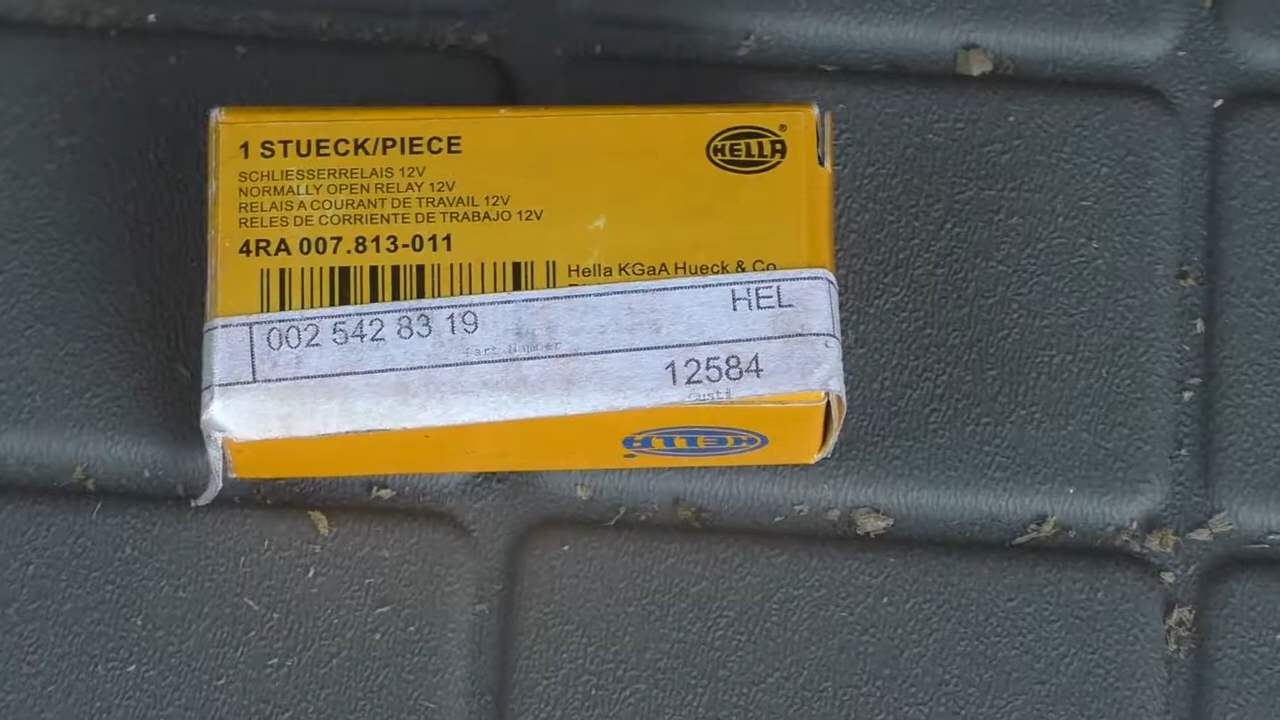 1 STUECK/PIECE
HELLA®
SCHLIESSERRELAIS 12V
NORMALLY OPEN RELAY 12V
RELAIS A COURANT DE TRAVAIL 12V
RELES DE CORRIENTE DE TRABAJO 12V
4RA 007.813-011
Hella KGaA Hueck & Co
HEL
002 542 83 19
Part Number
12584
Cust#
HELLA